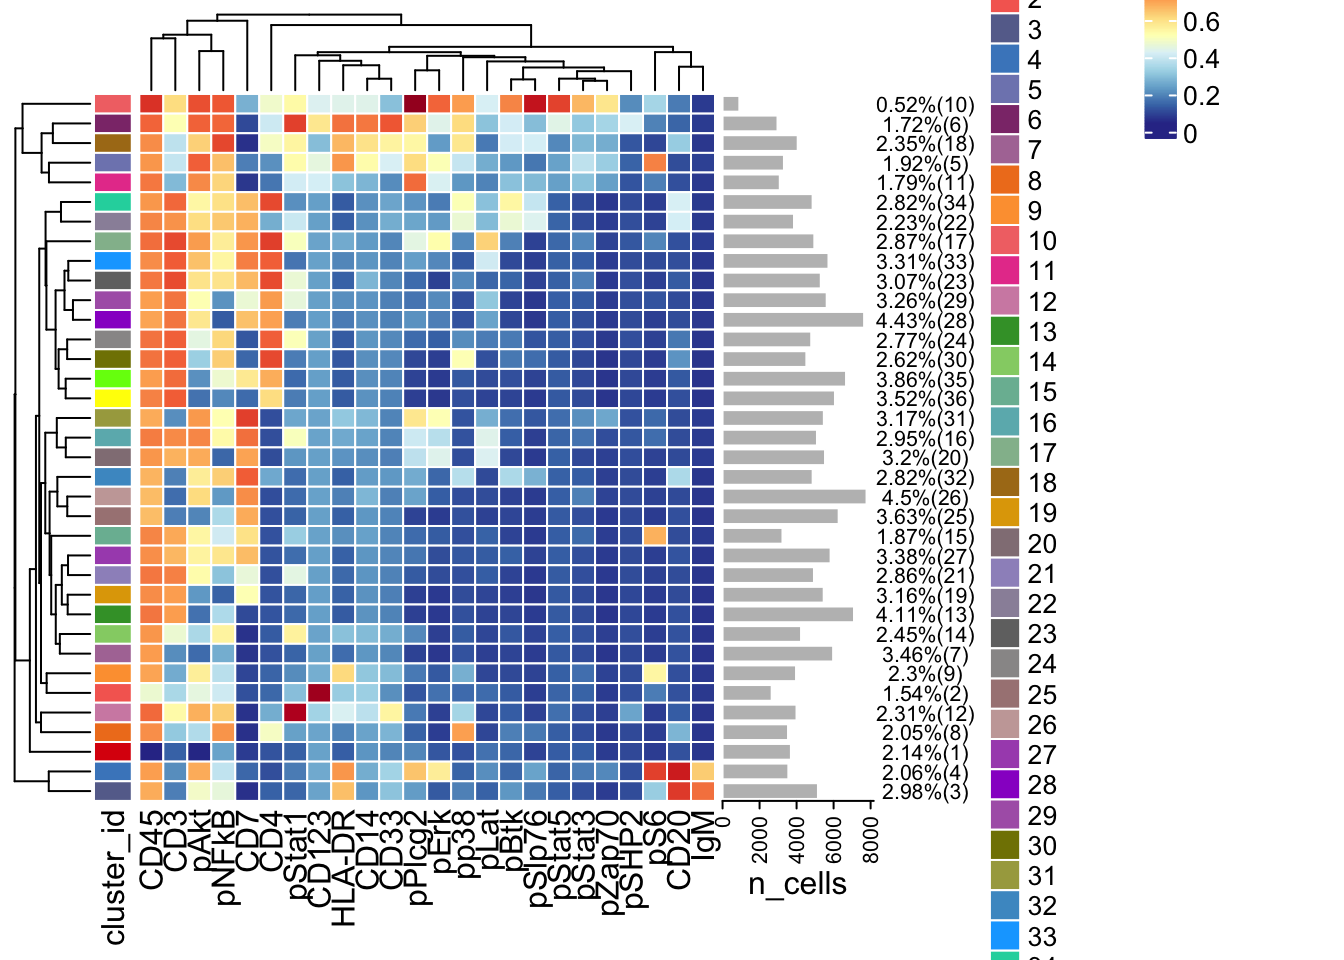 2
3
4
5
6
7
8
9
10
11
12
13
14
15
16
17
18
19
20
21
22
23
24
25
26
27
28
29
30
31
32
33
0.6
0.4
0.2
0
0.52%(10)
1.72%(6)
2.35%(18)
1.92%(5)
1.79%(11)
2.82%(34)
2.23%(22)
2.87%(17)
3.31%(33)
3.07%(23)
3.26%(29)
4.43%(28)
2.77%(24)
2.62%(30)
3.86%(35)
3.52%(36)
3.17%(31)
2.95%(16)
3.2%(20)
2.82%(32)
4.5%(26)
3.63%(25)
1.87%(15)
3.38%(27)
2.86%(21)
3.16%(19)
4.11%(13)
2.45%(14)
3.46%(7)
2.3%(9)
1.54%(2)
2.31%(12)
2.05%(8)
2.14%(1)
2.06%(4)
2.98%(3)
cluster_id
CD45
CD3
pAkt
pNFkB
CD7
CD4
pStat1
CD123
HLA-DR
CD14
CD33
pPlcg2
pErk
pp38
pLat
pBtk
pSlp76
pStat5
pStat3
pZap70
pSHP2
pS6
CD20
IgM
0
2000
4000
6000
8000
n_cells